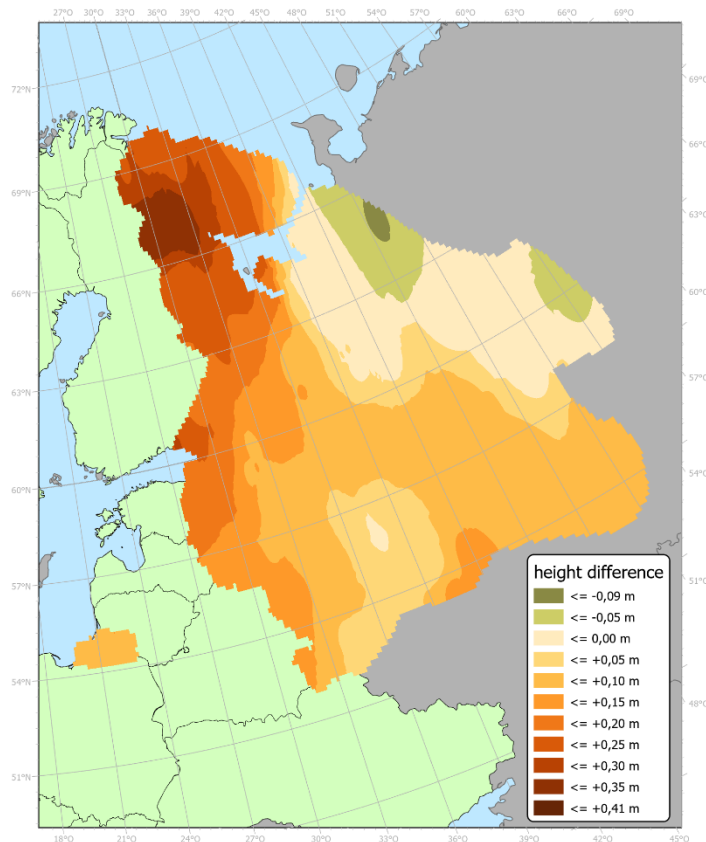 27°O 30°O 33°O 36°O 42°O 45°O 48°O 51°O 54°O 57°O 60°O 63°O 66°O 69°O
72°N 69°N
69°N 66°N
66°N 63°N
63°N 60°N
60°N 57°N
57°N 54°N
54°N 51°N
51°N 48°N
height difference
<= -0,09 m
<= -0,05 m
<= 0,00 m
<= +0,05 m
<= +0,10 m
<= +0,15 m
<= +0,20 m
<= +0,25 m
<= +0,30 m
<= +0,35 m
<= +0,41 m
18°O 21°O 24°O 27°O 30°O 33°O 36°O 39°O 42°O 45°O